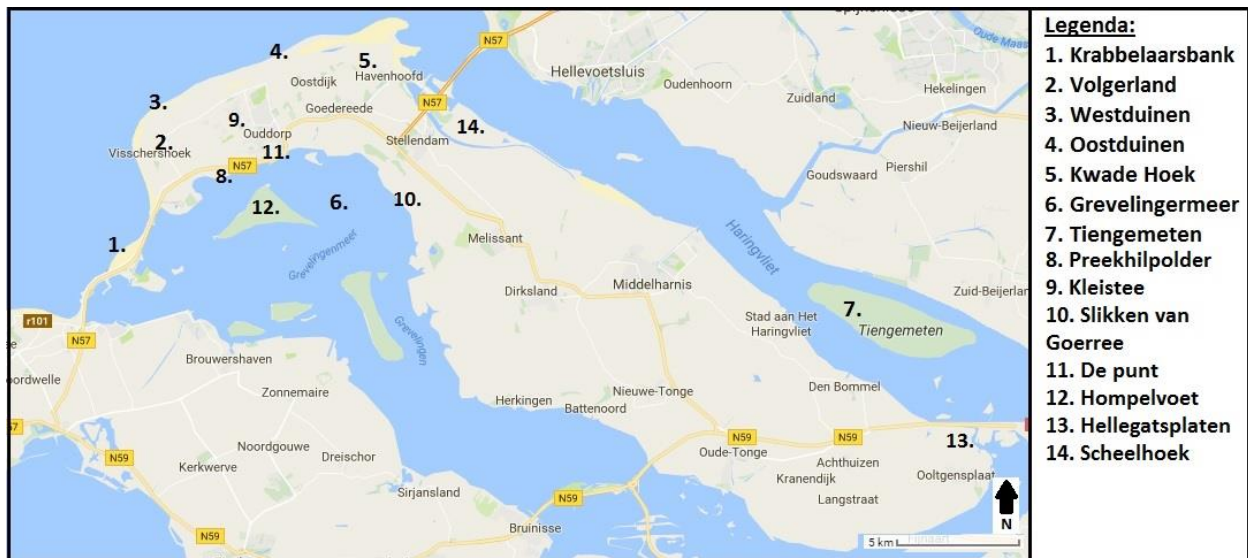 4.
5.
N57
Oostdijk
Havenhoofd
Hellevoetsluis
Oudenhoorn
Hekelingen
Zuidland
3.
9.
Goedereede
N57
14.
Ouddorp
Stellendam
Nieuw-Beijerland
2.
Visschershoek
11.
N57
8.
Piershil
Goudswaard
12.
6.
10.
Haringvliet
Melissant
1.
Grevelingenmeer
Middelharnis
Dirksland
Zuid-Beijerlan
7.
Tiengemeten
Stad aan Het
Haringvliet
r101
N57
Grevelingen
Brouwershaven
oordwelle
Zonnemaire
Nieuwe-Tonge
Den Bommel
Herkingen
Battenoord
57
N59
N59
13.
Noordgouwe
Oude-Tonge
Achthuizen
Ooltgensplaat
N59
Kerkwerve
Dreischor
Kranendijk
Langstraat
Sirjansland
N59
Bruinisse
N59
N
5 km
Legenda:
1. Krabbelaarsbank
2. Volgerland
3. Westduinen
4. Oostduinen
5. Kwade Hoek
6. Grevelingermeer
7. Tiengemeten
8. Preekhilpolder
9. Kleistee
10. Slikken van
Goerree
11. De punt
12. Hompelvoet
13. Hellegatsplaten
14. Scheelhoek